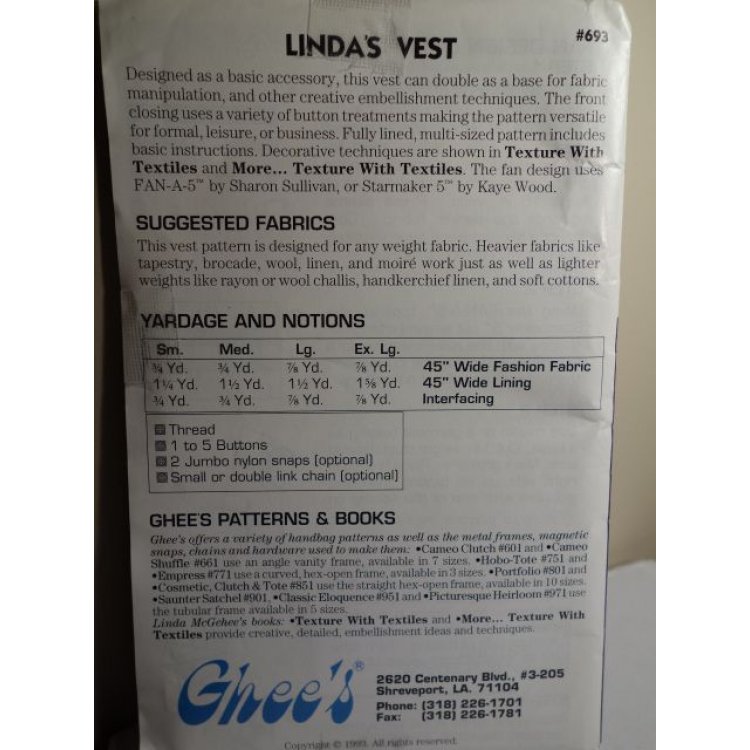 LINDA'S VEST
#693
Designed as a basic accessory, this vest can double as a base for fabric
manipulation, and other creative embellishment techniques. The front
closing uses a variety of button treatments making the pattern versatile
for formal, leisure, or business. Fully lined, multi-sized pattern includes
basic instructions. Decorative techniques are shown in Texture With
Textiles and More... Texture With Textiles. The fan design uses
FAN-A-5™ by Sharon Sullivan, or Starmaker 5™ by Kaye Wood.
SUGGESTED FABRICS
This vest pattern is designed for any weight fabric. Heavier fabrics like
tapestry, brocade, wool, linen, and moiré work just as well as lighter
weights like rayon or wool challis, handkerchief linen, and soft cottons.
YARDAGE AND NOTIONS
Sm. Med. Lg. Ex. Lg.
¾ Yd. ¾ Yd. ⅞ Yd. ⅞ Yd. 45" Wide Fashion Fabric
1¼ Yd. 1½ Yd. 1½ Yd. 1⅝ Yd. 45" Wide Lining
¾ Yd. ¾ Yd. ⅞ Yd. ⅞ Yd. Interfacing
Thread
1 to 5 Buttons
2 Jumbo nylon snaps (optional)
Small or double link chain (optional)
GHEE'S PATTERNS & BOOKS
Ghee's offers a variety of handbag patterns as well as the metal frames, magnetic
snaps, chains and hardware used to make them: •Cameo Clutch #601 and •Cameo
Shuffle #661 use an angle vanity frame, available in 7 sizes. •Hobo-Tote #751 and
•Empress #771 use a curved, hex-open frame, available in 3 sizes. •Portfolio #801 and
•Cosmetic, Clutch & Tote #851 use the straight hex-open frame, available in 10 sizes.
•Saunter Satchel #901, •Classic Eloquence #951 and •Picturesque Heirloom #971 use
the tubular frame available in 5 sizes.
Linda McGehee's books: •Texture With Textiles and •More... Texture With
Textiles provide creative, detailed, embellishment ideas and techniques.
Ghee's®
2620 Centenary Blvd., #3-205
Shreveport, LA. 71104
Phone: (318) 226-1701
Fax: (318) 226-1781
Copyright © 1993. All rights reserved.